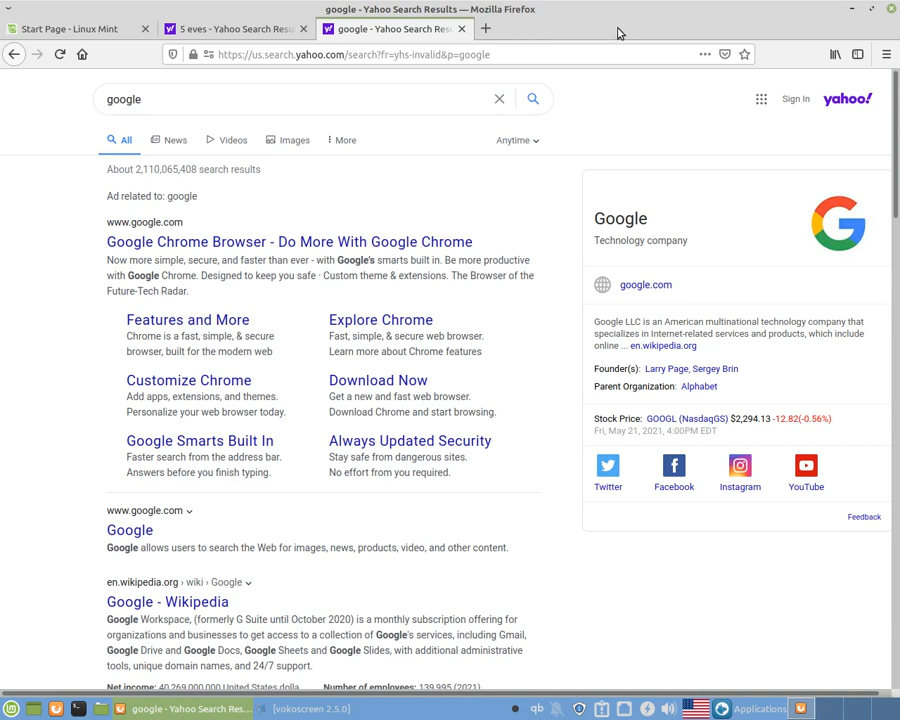 google - Yahoo Search Results — Mozilla Firefox
Start Page - Linux Mint
5 eves - Yahoo Search Resu
google - Yahoo Search Resu
https://us.search.yahoo.com/search?fr=yhs-invalid&p=google
google
Sign In
yahoo!
All
News
Videos
Images
More
Anytime
About 2,110,065,408 search results
Ad related to: google
www.google.com
Google Chrome Browser - Do More With Google Chrome
Now more simple, secure, and faster than ever - with Google's smarts built in. Be more productive
with Google Chrome. Designed to keep you safe · Custom theme & extensions. The Browser of the
Future-Tech Radar.
Features and More
Chrome is a fast, simple, & secure
browser, built for the modern web
Explore Chrome
Fast, simple, & secure web browser.
Learn more about Chrome features
Customize Chrome
Add apps, extensions, and themes.
Personalize your web browser today.
Download Now
Get a new and fast web browser.
Download Chrome and start browsing.
Google Smarts Built In
Faster search from the address bar.
Answers before you finish typing.
Always Updated Security
Stay safe from dangerous sites.
No effort from you required.
www.google.com
Google
Google allows users to search the Web for images, news, products, video, and other content.
en.wikipedia.org › wiki › Google
Google - Wikipedia
Google Workspace, (formerly G Suite until October 2020) is a monthly subscription offering for
organizations and businesses to get access to a collection of Google's services, including Gmail,
Google Drive and Google Docs, Google Sheets and Google Slides, with additional administrative
tools, unique domain names, and 24/7 support.
Net income: 40,269,000,000 United States dolla
Number of employees: 139,995 (2021)
Google
Technology company
google.com
Google LLC is an American multinational technology company that
specializes in Internet-related services and products, which include
online ... en.wikipedia.org
Founder(s): Larry Page, Sergey Brin
Parent Organization: Alphabet
Stock Price: GOOGL (NasdaqGS) $2,294.13 -12.82(-0.56%)
Fri, May 21, 2021, 4:00PM EDT
Twitter
Facebook
Instagram
YouTube
Feedback
google - Yahoo Search Res...
[vokoscreen 2.5.0]
qb
Applications